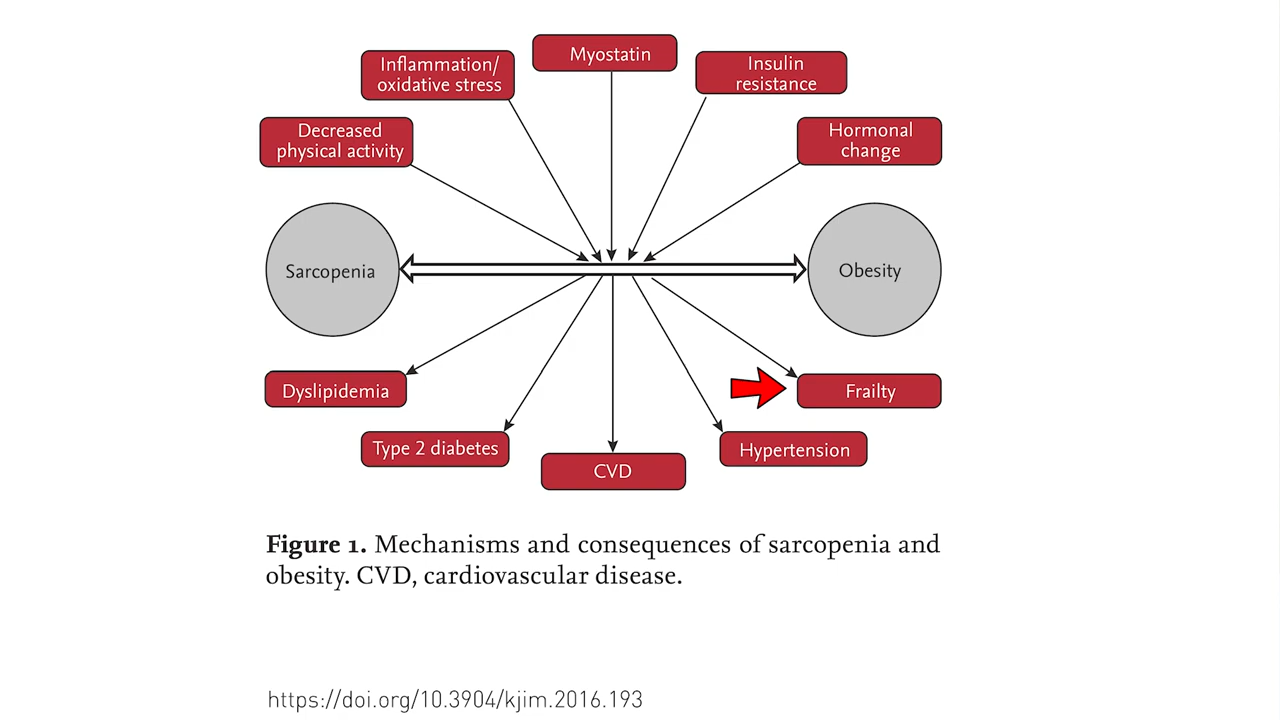 Myostatin
Inflammation/
oxidative stress
Insulin
resistance
Decreased
physical activity
Hormonal
change
Sarcopenia
Obesity
Dyslipidemia
Frailty
Type 2 diabetes
Hypertension
CVD
Figure 1. Mechanisms and consequences of sarcopenia and
obesity. CVD, cardiovascular disease.
https://doi.org/10.3904/kjim.2016.193